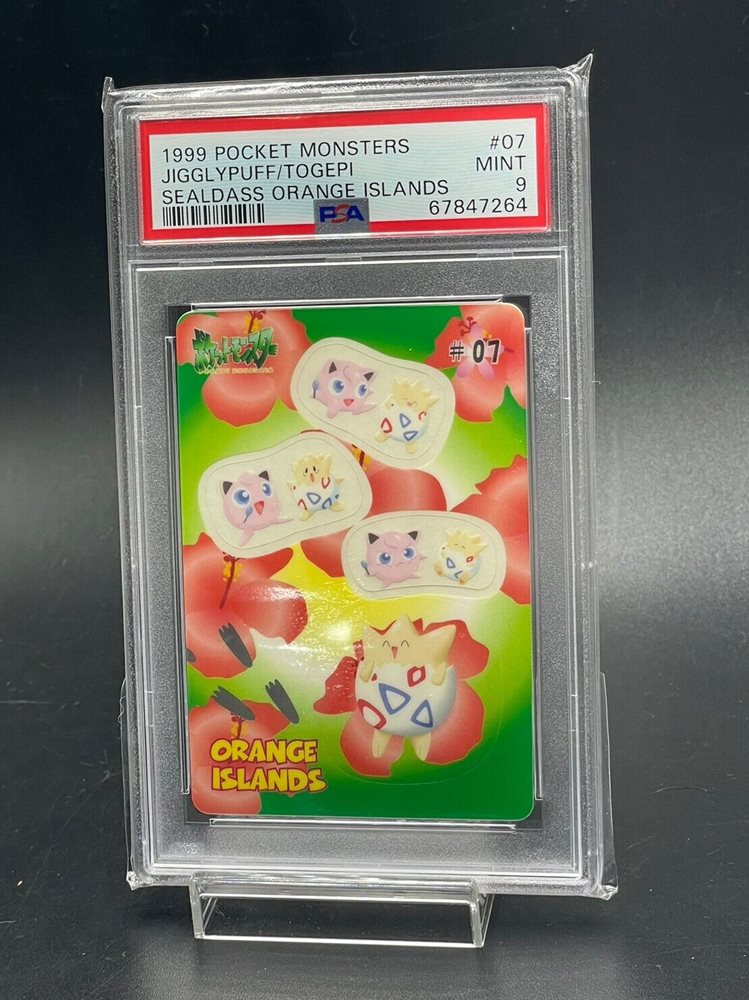 1999 POCKET MONSTERS #07
JIGGLYPUFF/TOGEPI MINT
SEALDASS ORANGE ISLANDS 9
PSA 67847264
ポケットモンスター
#07
ORANGE
ISLANDS